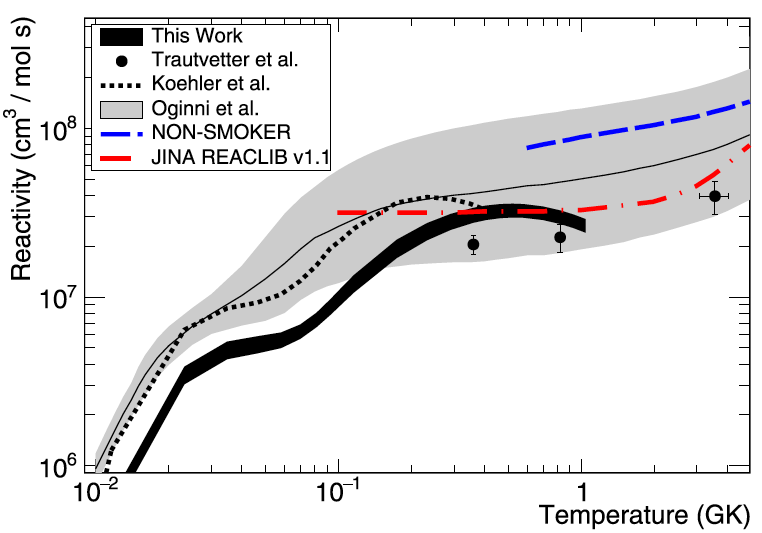 This Work
Trautvetter et al.
Koehler et al.
Oginni et al.
NON-SMOKER
JINA REACLIB v1.1
Reactivity (cm³ / mol s)
10⁸
10⁷
10⁶
10⁻²
10⁻¹
1
Temperature (GK)